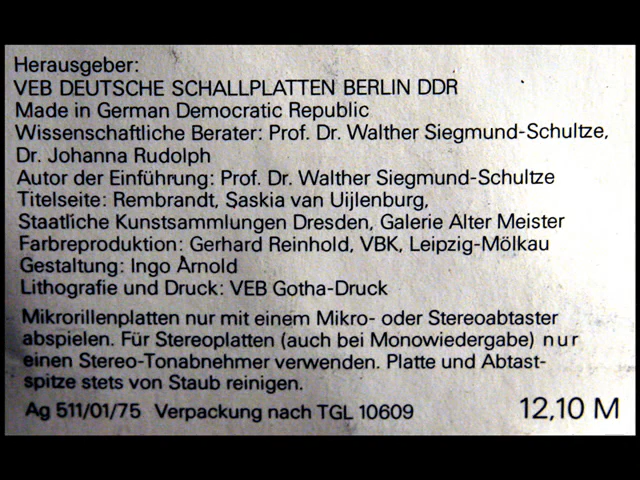 Herausgeber:
VEB DEUTSCHE SCHALLPLATTEN BERLIN DDR
Made in German Democratic Republic
Wissenschaftliche Berater: Prof. Dr. Walther Siegmund-Schultze,
Dr. Johanna Rudolph
Autor der Einführung: Prof. Dr. Walther Siegmund-Schultze
Titelseite: Rembrandt, Saskia van Uijlenburg,
Staatliche Kunstsammlungen Dresden, Galerie Alter Meister
Farbreproduktion: Gerhard Reinhold, VBK, Leipzig-Mölkau
Gestaltung: Ingo Arnold
Lithografie und Druck: VEB Gotha-Druck
Mikrorillenplatten nur mit einem Mikro- oder Stereoabtaster
abspielen. Für Stereoplatten (auch bei Monowiedergabe) nur
einen Stereo-Tonabnehmer verwenden. Platte und Abtast-
spitze stets von Staub reinigen.
Ag 511/01/75 Verpackung nach TGL 10609 12,10 M